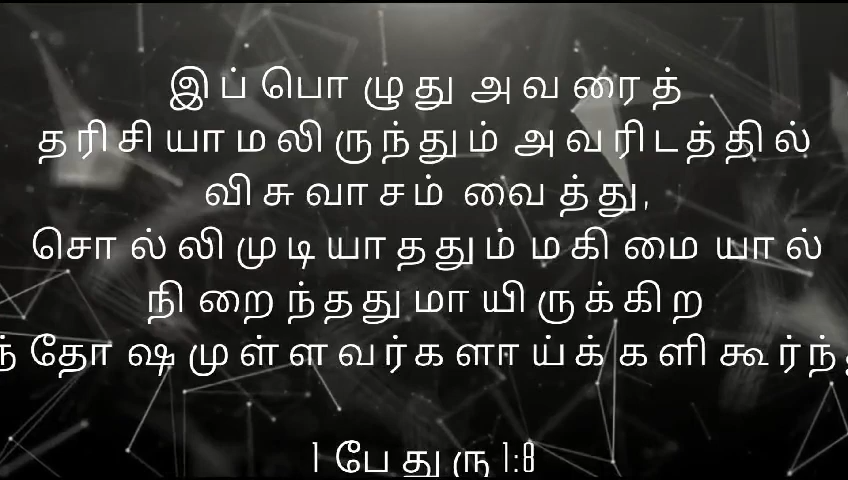 இப்பொழுது அவரைத்
தரிசியாமலிருந்தும் அவரிடத்தில்
விசுவாசம் வைத்து,
சொல்லிமுடியாததும் மகிமையால்
நிறைந்ததுமாயிருக்கிற
ந்தோஷமுள்ளவர்களாய்க் களிகூர்ந்
1 பேதுரு 1:8